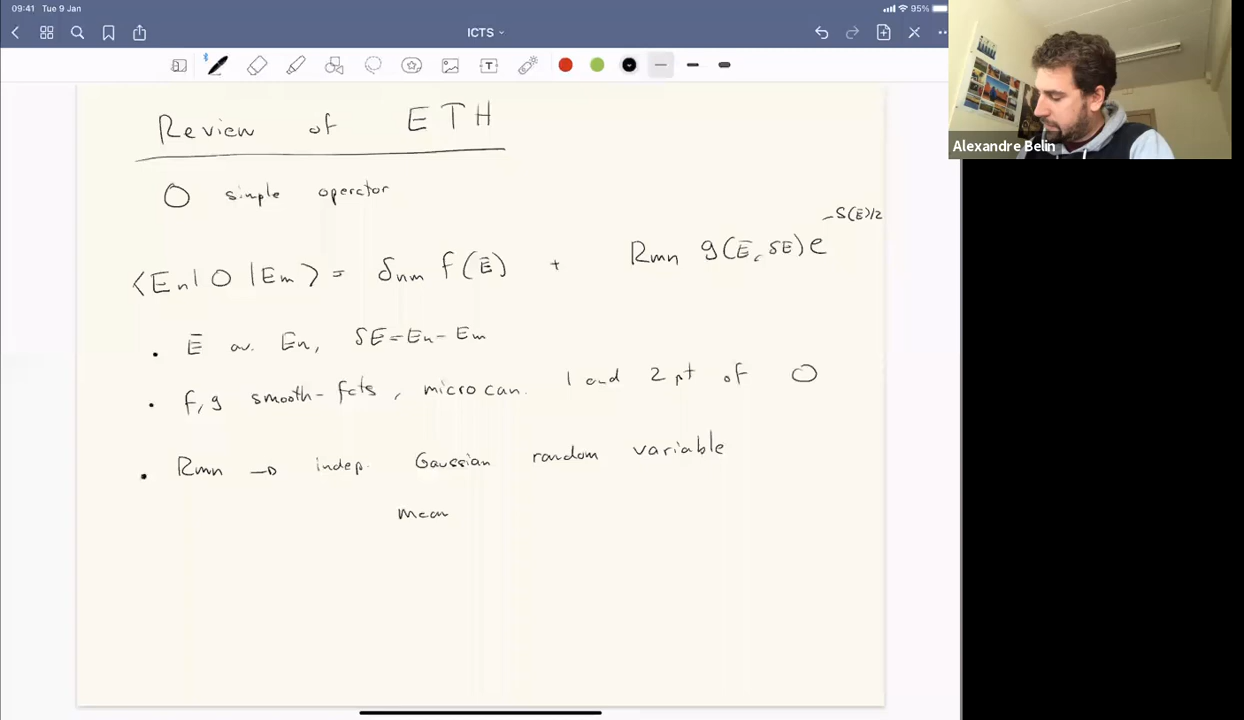 09:41 Tue 9 Jan
95%
ICTS
Alexandre Belin
Review of ETH
O simple operator
⟨En| O |Em⟩ = δnm f(Ē) + Rmn g(Ē, δE) e^{-S(Ē)/2}
• Ē av. En, δE = En - Em
• f, g smooth-fcts, microcan. 1 and 2 pt of O
• Rmn → indep. Gaussian random variable
mean